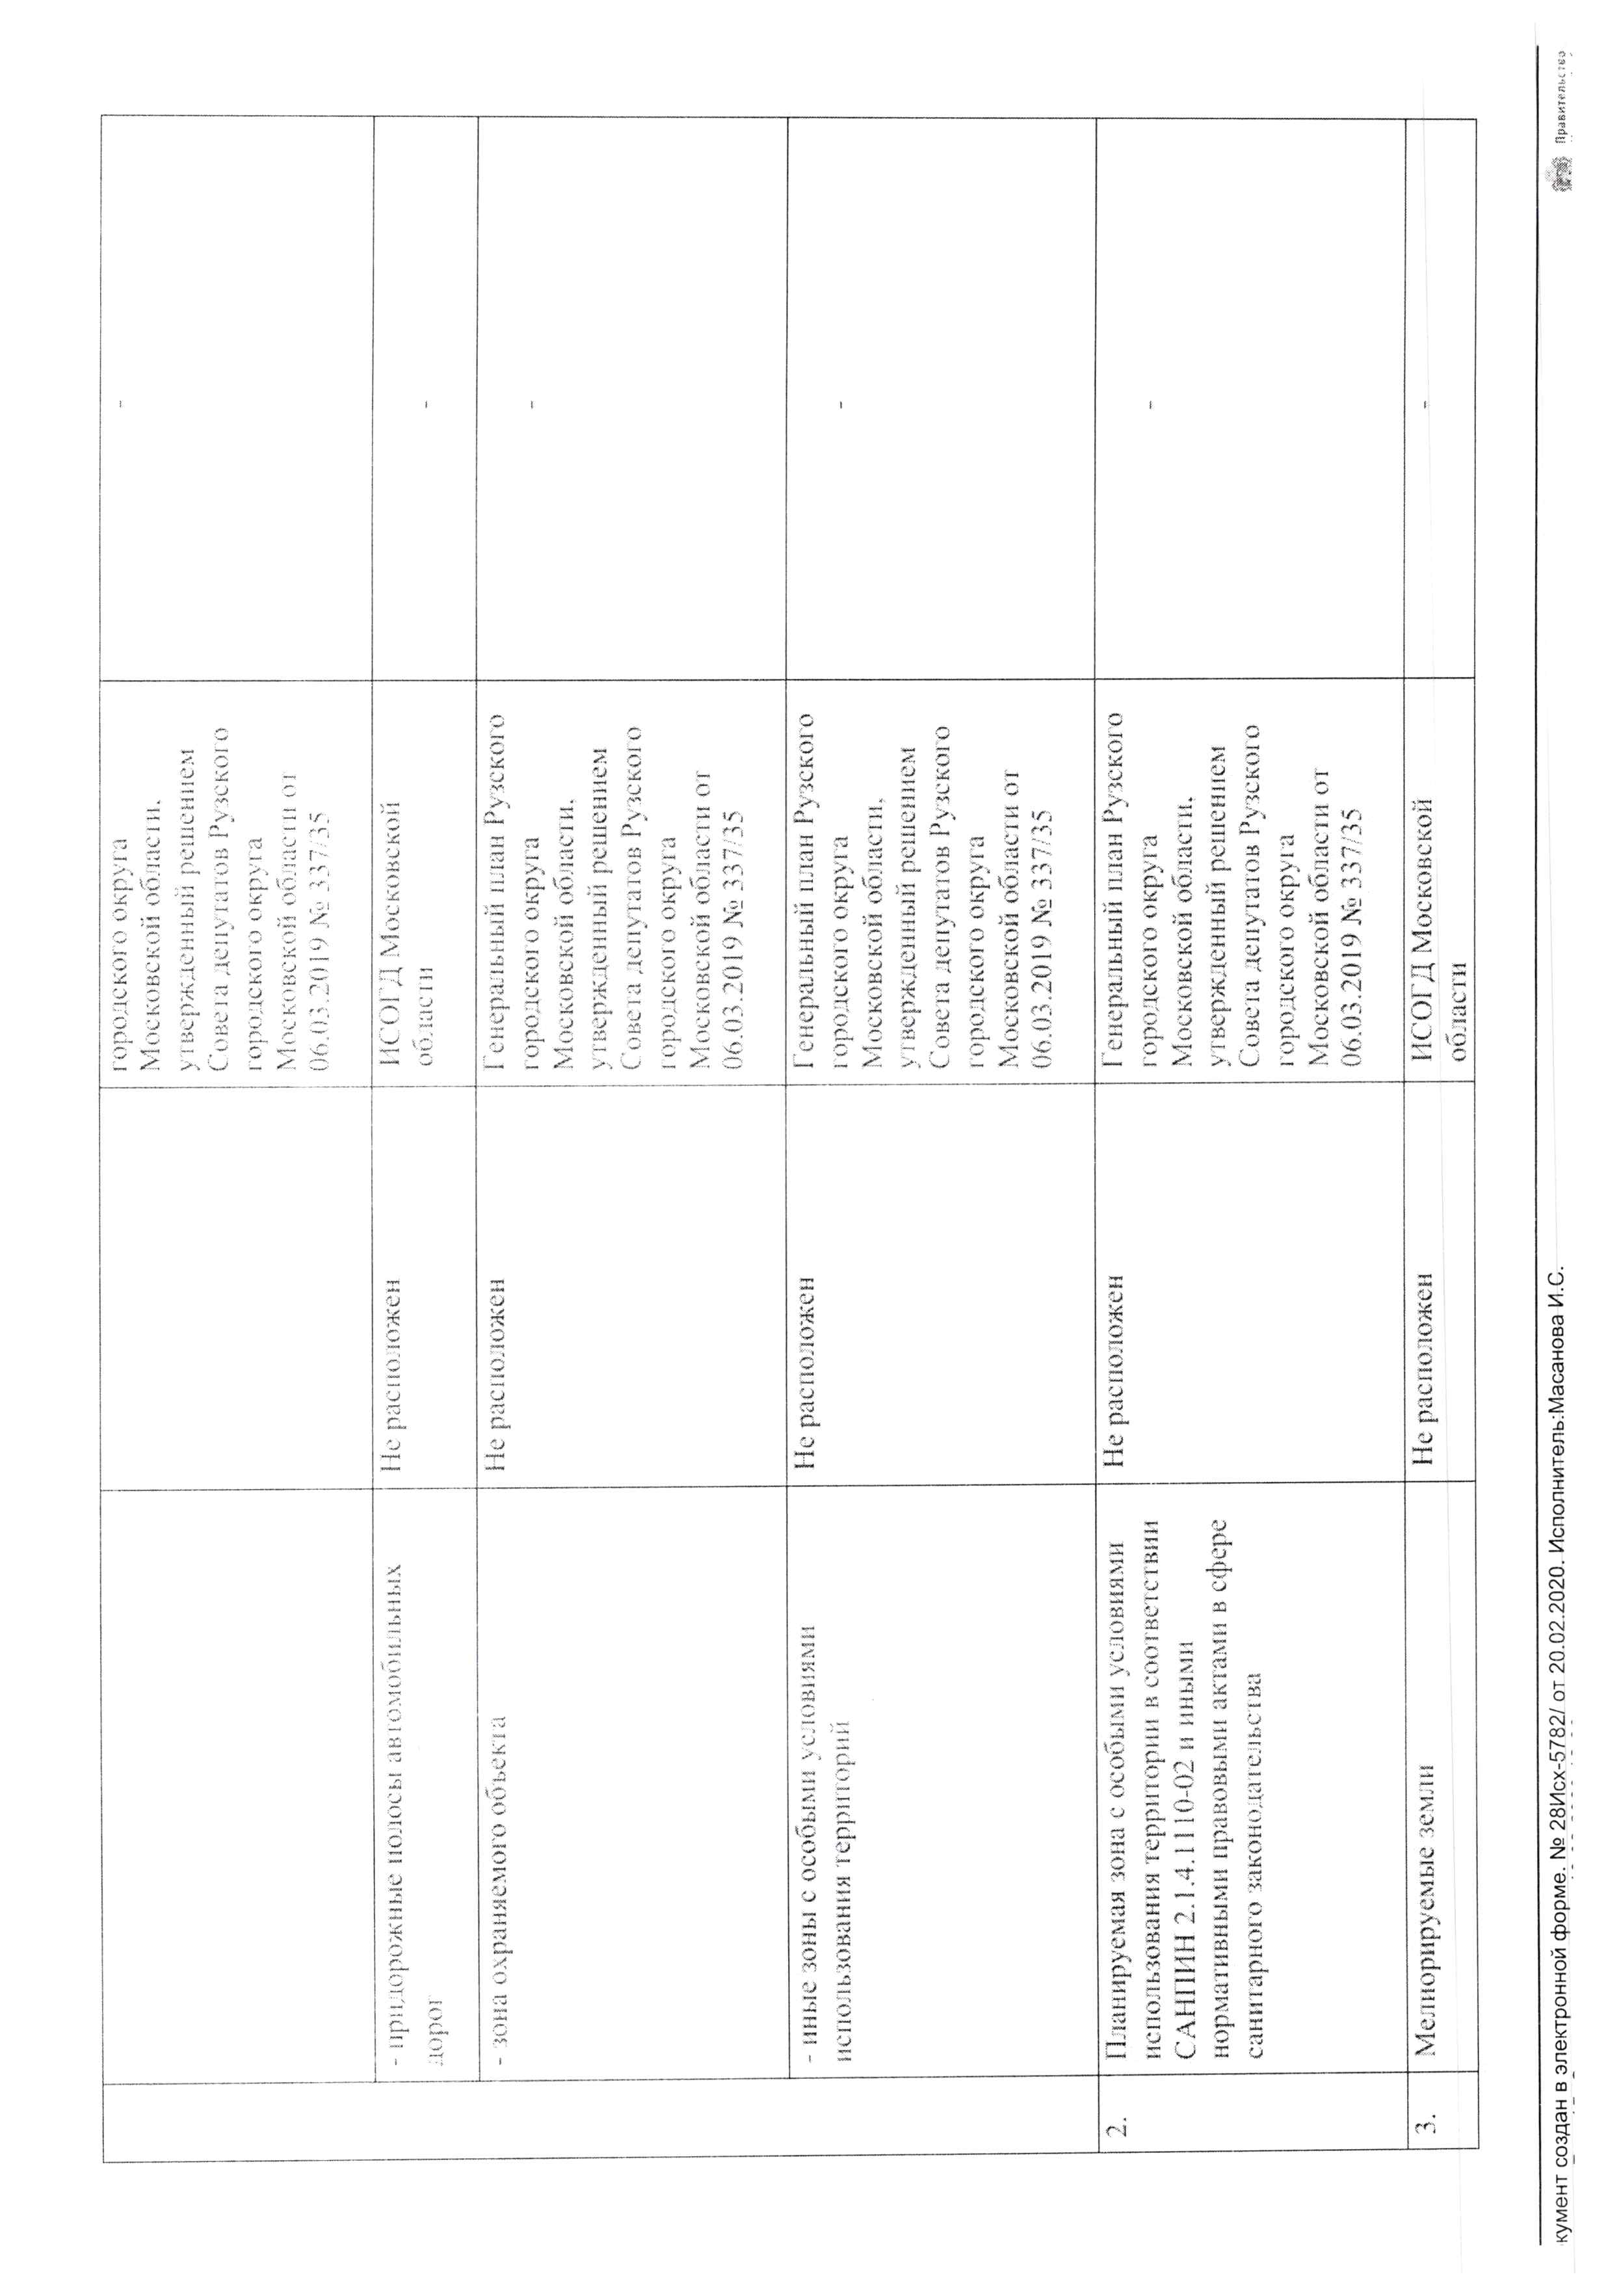 городского округа
Московской области,
утвержденный решением
Совета депутатов Рузского
городского округа
Московской области от
06.03.2019 № 337/35
-
- придорожные полосы автомобильных
дорог
Не расположен
ИСОГД Московской
области
-
- зона охраняемого объекта
Не расположен
Генеральный план Рузского
городского округа
Московской области,
утвержденный решением
Совета депутатов Рузского
городского округа
Московской области от
06.03.2019 № 337/35
-
- иные зоны с особыми условиями
использования территорий
Не расположен
Генеральный план Рузского
городского округа
Московской области,
утвержденный решением
Совета депутатов Рузского
городского округа
Московской области от
06.03.2019 № 337/35
-
2.
Планируемая зона с особыми условиями
использования территории в соответствии
САНПИН 2.1.4.1110-02 и иными
нормативными правовыми актами в сфере
санитарного законодательства
Не расположен
Генеральный план Рузского
городского округа
Московской области,
утвержденный решением
Совета депутатов Рузского
городского округа
Московской области от
06.03.2019 № 337/35
-
3.
Мелиорируемые земли
Не расположен
ИСОГД Московской
области
-
кумент создан в электронной форме. № 28Исх-5782/ от 20.02.2020. Исполнитель:Масанова И.С.
Правительство